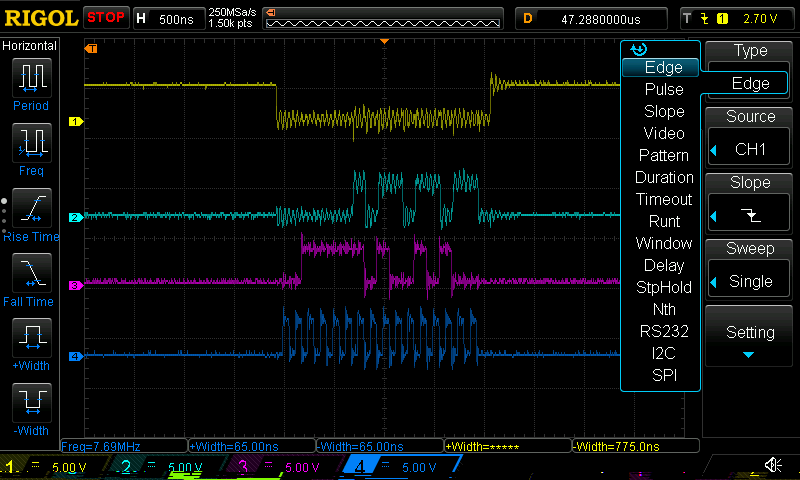 RIGOL STOP H 500ns 250MSa/s 1.50k pts D 47.2880000us T 1 2.70 V
Horizontal
Period
Freq
Rise Time
Fall Time
+Width
-Width
T
1
2
3
4
Edge
Pulse
Slope
Video
Pattern
Duration
Timeout
Runt
Window
Delay
StpHold
Nth
RS232
I2C
SPI
Type
Edge
Source
CH1
Slope
Sweep
Single
Setting
Freq=7.69MHz +Width=65.00ns -Width=65.00ns +Width=***** -Width=775.0ns
1 = 5.00 V 2 = 5.00 V 3 = 5.00 V 4 = 5.00 V